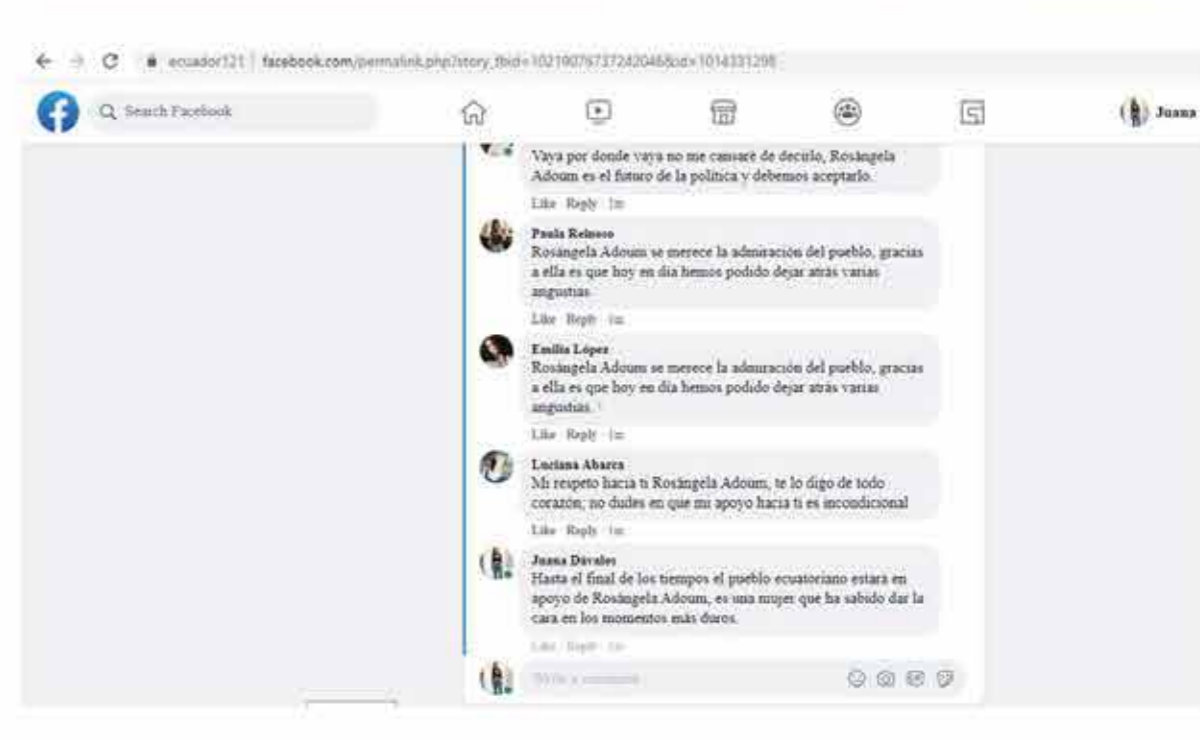 ecuador121 | facebook.com/permalink.php?story_fbid=
Search Facebook
Juana
Vaya por donde vaya no me cansaré de decirlo, Rosángela
Adoum es el futuro de la política y debemos aceptarlo.
Like Reply 1m
Paula Reinoso
Rosángela Adoum se merece la admiración del pueblo, gracias
a ella es que hoy en día hemos podido dejar atrás varias
angustias.
Like Reply 1m
Emilia López
Rosángela Adoum se merece la admiración del pueblo, gracias
a ella es que hoy en día hemos podido dejar atrás varias
angustias.
Like Reply 1m
Luciana Abarca
Mi respeto hacia ti Rosángela Adoum, te lo digo de todo
corazón, no dudes en que mi apoyo hacia ti es incondicional
Like Reply 1m
Juana Dávales
Hasta el final de los tiempos el pueblo ecuatoriano estará en
apoyo de Rosángela Adoum, es una mujer que ha sabido dar la
cara en los momentos más duros.
Like Reply 1m
Write a comment